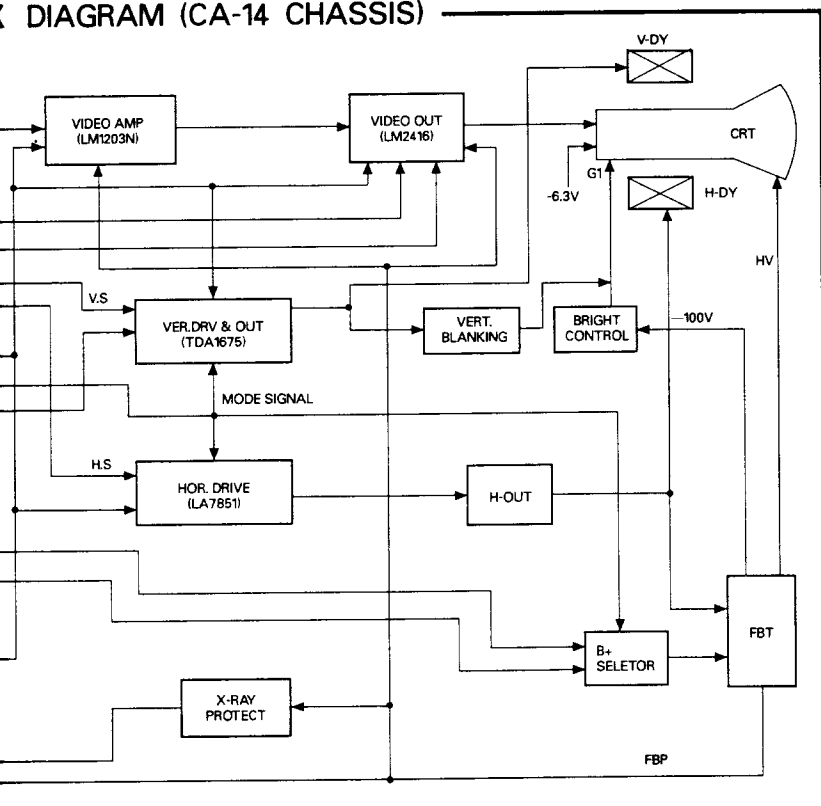 DIAGRAM (CA-14 CHASSIS)
V-DY
VIDEO AMP
(LM1203N)
VIDEO OUT
(LM2416)
CRT
G1
-6.3V
H-DY
HV
V.S
VER.DRV & OUT
(TDA1675)
VERT.
BLANKING
BRIGHT
CONTROL
-100V
MODE SIGNAL
H.S
HOR. DRIVE
(LA7851)
H-OUT
FBT
B+
SELETOR
X-RAY
PROTECT
FBP